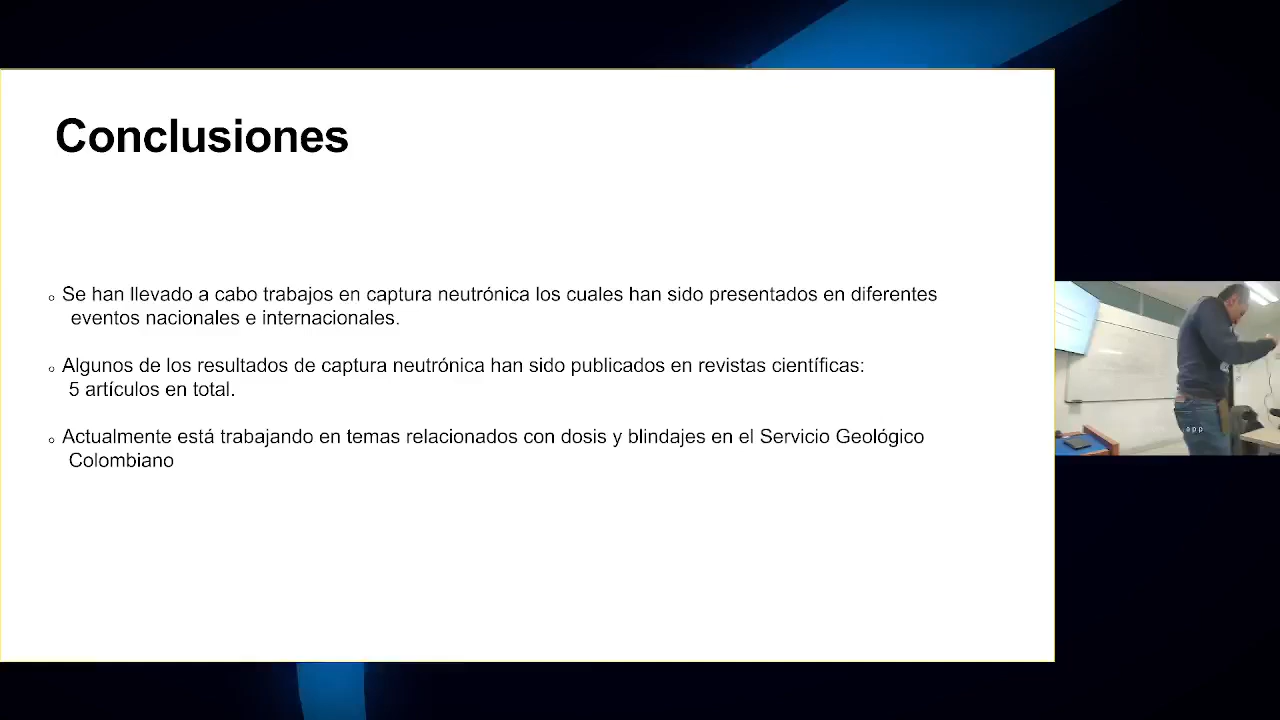 Conclusiones
Se han llevado a cabo trabajos en captura neutrónica los cuales han sido presentados en diferentes
eventos nacionales e internacionales.
Algunos de los resultados de captura neutrónica han sido publicados en revistas científicas:
5 artículos en total.
Actualmente está trabajando en temas relacionados con dosis y blindajes en el Servicio Geológico
Colombiano
app